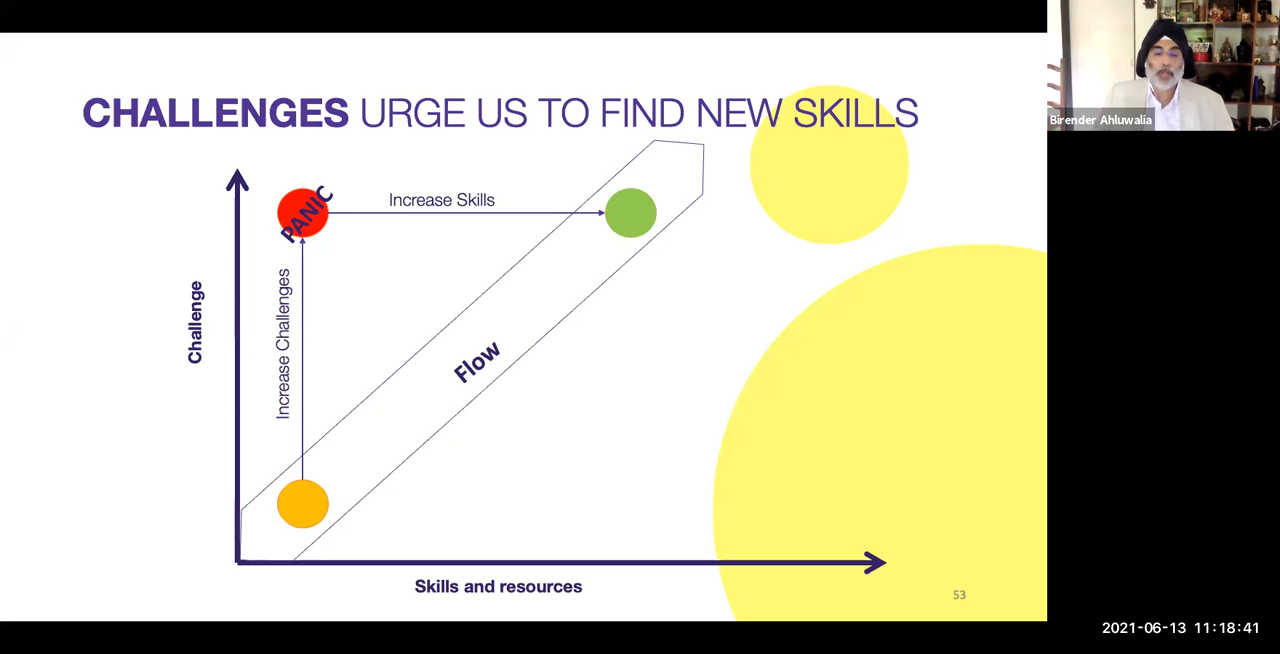 CHALLENGES URGE US TO FIND NEW SKILLS
Birender Ahluwalia
PANIC
Increase Skills
Increase Challenges
Challenge
Flow
Skills and resources
53
2021-06-13 11:18:41